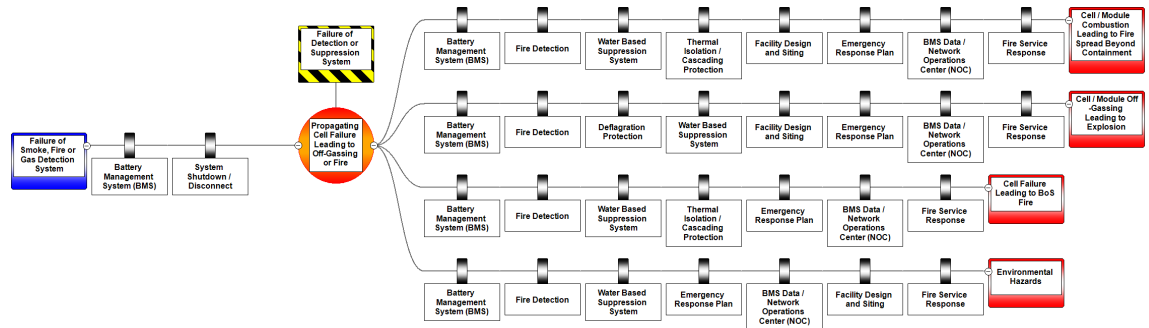 Failure of
Smoke, Fire or
Gas Detection
System
Battery
Management
System (BMS)
System
Shutdown /
Disconnect
Failure of
Detection or
Suppression
System
Propagating
Cell Failure
Leading to
Off-Gassing
or Fire
Battery
Management
System (BMS)
Fire Detection
Water Based
Suppression
System
Thermal
Isolation /
Cascading
Protection
Facility Design
and Siting
Emergency
Response Plan
BMS Data /
Network
Operations
Center (NOC)
Fire Service
Response
Cell / Module
Combustion
Leading to Fire
Spread Beyond
Containment
Battery
Management
System (BMS)
Fire Detection
Deflagration
Protection
Water Based
Suppression
System
Facility Design
and Siting
Emergency
Response Plan
BMS Data /
Network
Operations
Center (NOC)
Fire Service
Response
Cell / Module Off
-Gassing
Leading to
Explosion
Battery
Management
System (BMS)
Fire Detection
Water Based
Suppression
System
Thermal
Isolation /
Cascading
Protection
Emergency
Response Plan
BMS Data /
Network
Operations
Center (NOC)
Fire Service
Response
Cell Failure
Leading to BoS
Fire
Battery
Management
System (BMS)
Fire Detection
Water Based
Suppression
System
Emergency
Response Plan
BMS Data /
Network
Operations
Center (NOC)
Facility Design
and Siting
Fire Service
Response
Environmental
Hazards